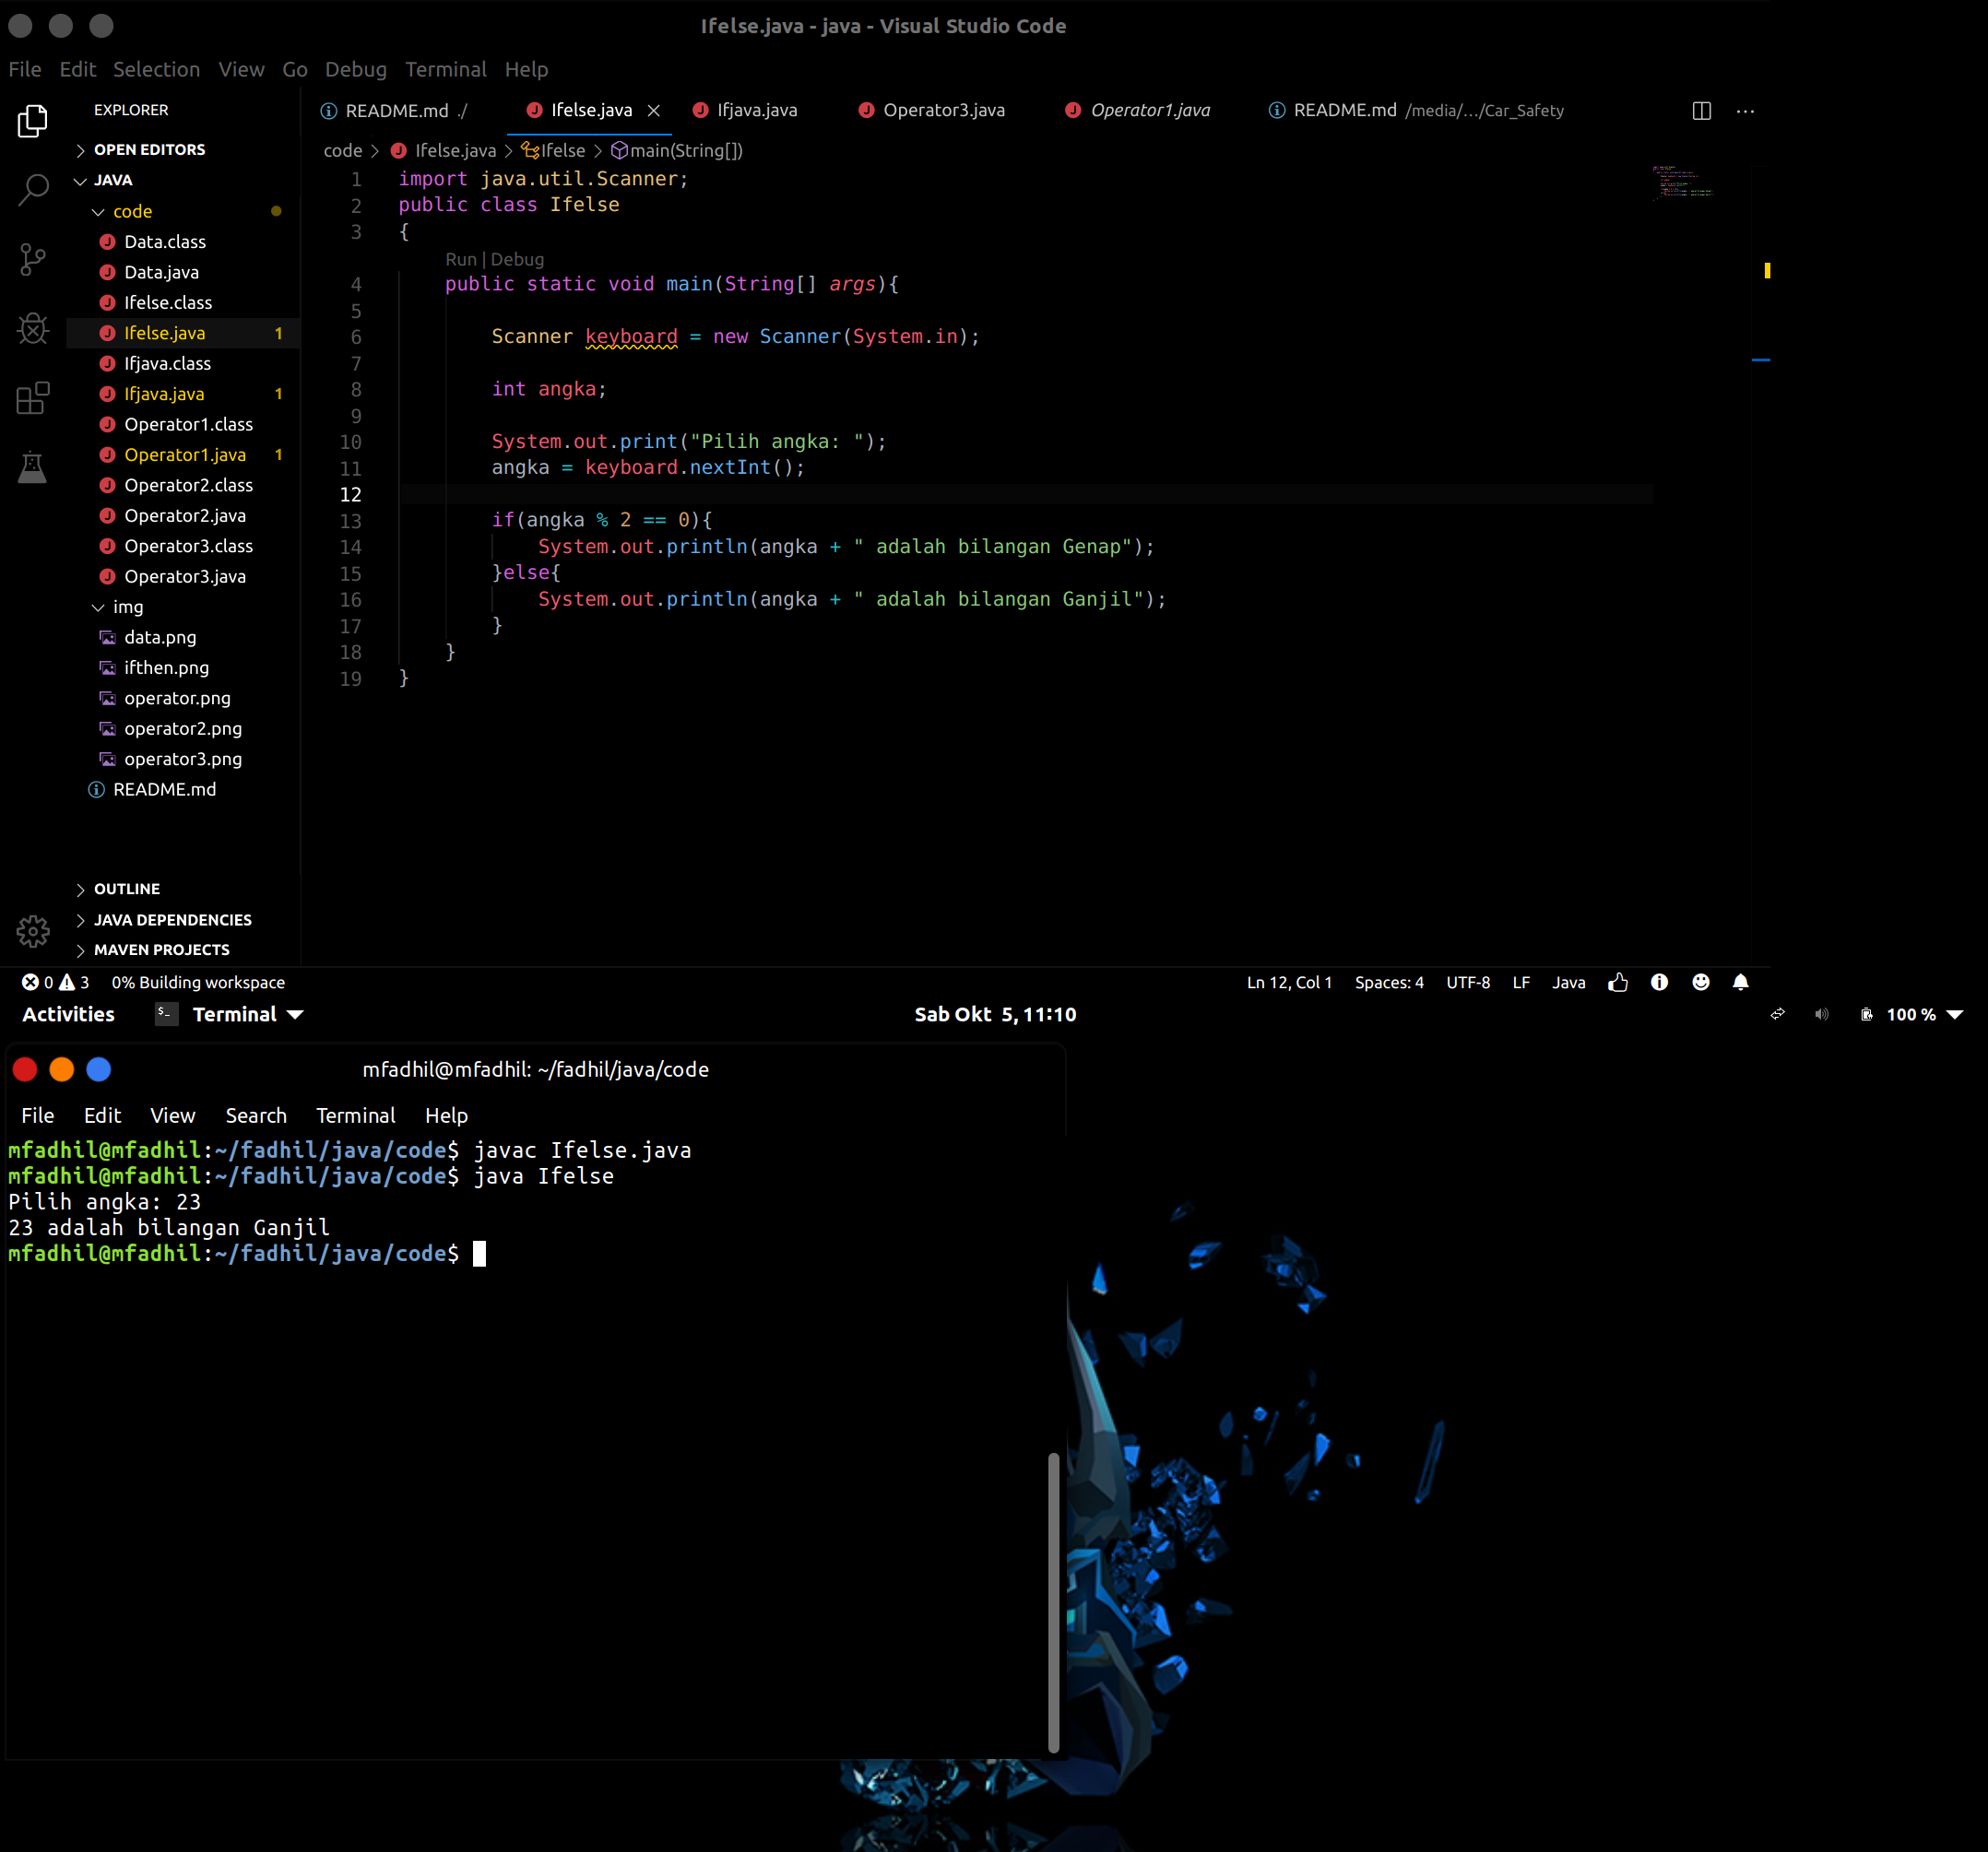 Ifelse.java - java - Visual Studio Code
File Edit Selection View Go Debug Terminal Help
EXPLORER
OPEN EDITORS
JAVA
code
Data.class
Data.java
Ifelse.class
Ifelse.java 1
Ifjava.class
Ifjava.java 1
Operator1.class
Operator1.java 1
Operator2.class
Operator2.java
Operator3.class
Operator3.java
img
data.png
ifthen.png
operator.png
operator2.png
operator3.png
README.md
OUTLINE
JAVA DEPENDENCIES
MAVEN PROJECTS
README.md ./ Ifelse.java Ifjava.java Operator3.java Operator1.java README.md /media/.../Car_Safety
code > Ifelse.java > Ifelse > main(String[])
1 import java.util.Scanner;
2 public class Ifelse
3 {
Run | Debug
4 public static void main(String[] args){
5
6 Scanner keyboard = new Scanner(System.in);
7
8 int angka;
9
10 System.out.print("Pilih angka: ");
11 angka = keyboard.nextInt();
12
13 if(angka % 2 == 0){
14 System.out.println(angka + " adalah bilangan Genap");
15 }else{
16 System.out.println(angka + " adalah bilangan Ganjil");
17 }
18 }
19 }
0 3 0% Building workspace Ln 12, Col 1 Spaces: 4 UTF-8 LF Java
Activities Terminal Sab Okt 5, 11:10 100 %
mfadhil@mfadhil: ~/fadhil/java/code
File Edit View Search Terminal Help
mfadhil@mfadhil:~/fadhil/java/code$ javac Ifelse.java
mfadhil@mfadhil:~/fadhil/java/code$ java Ifelse
Pilih angka: 23
23 adalah bilangan Ganjil
mfadhil@mfadhil:~/fadhil/java/code$